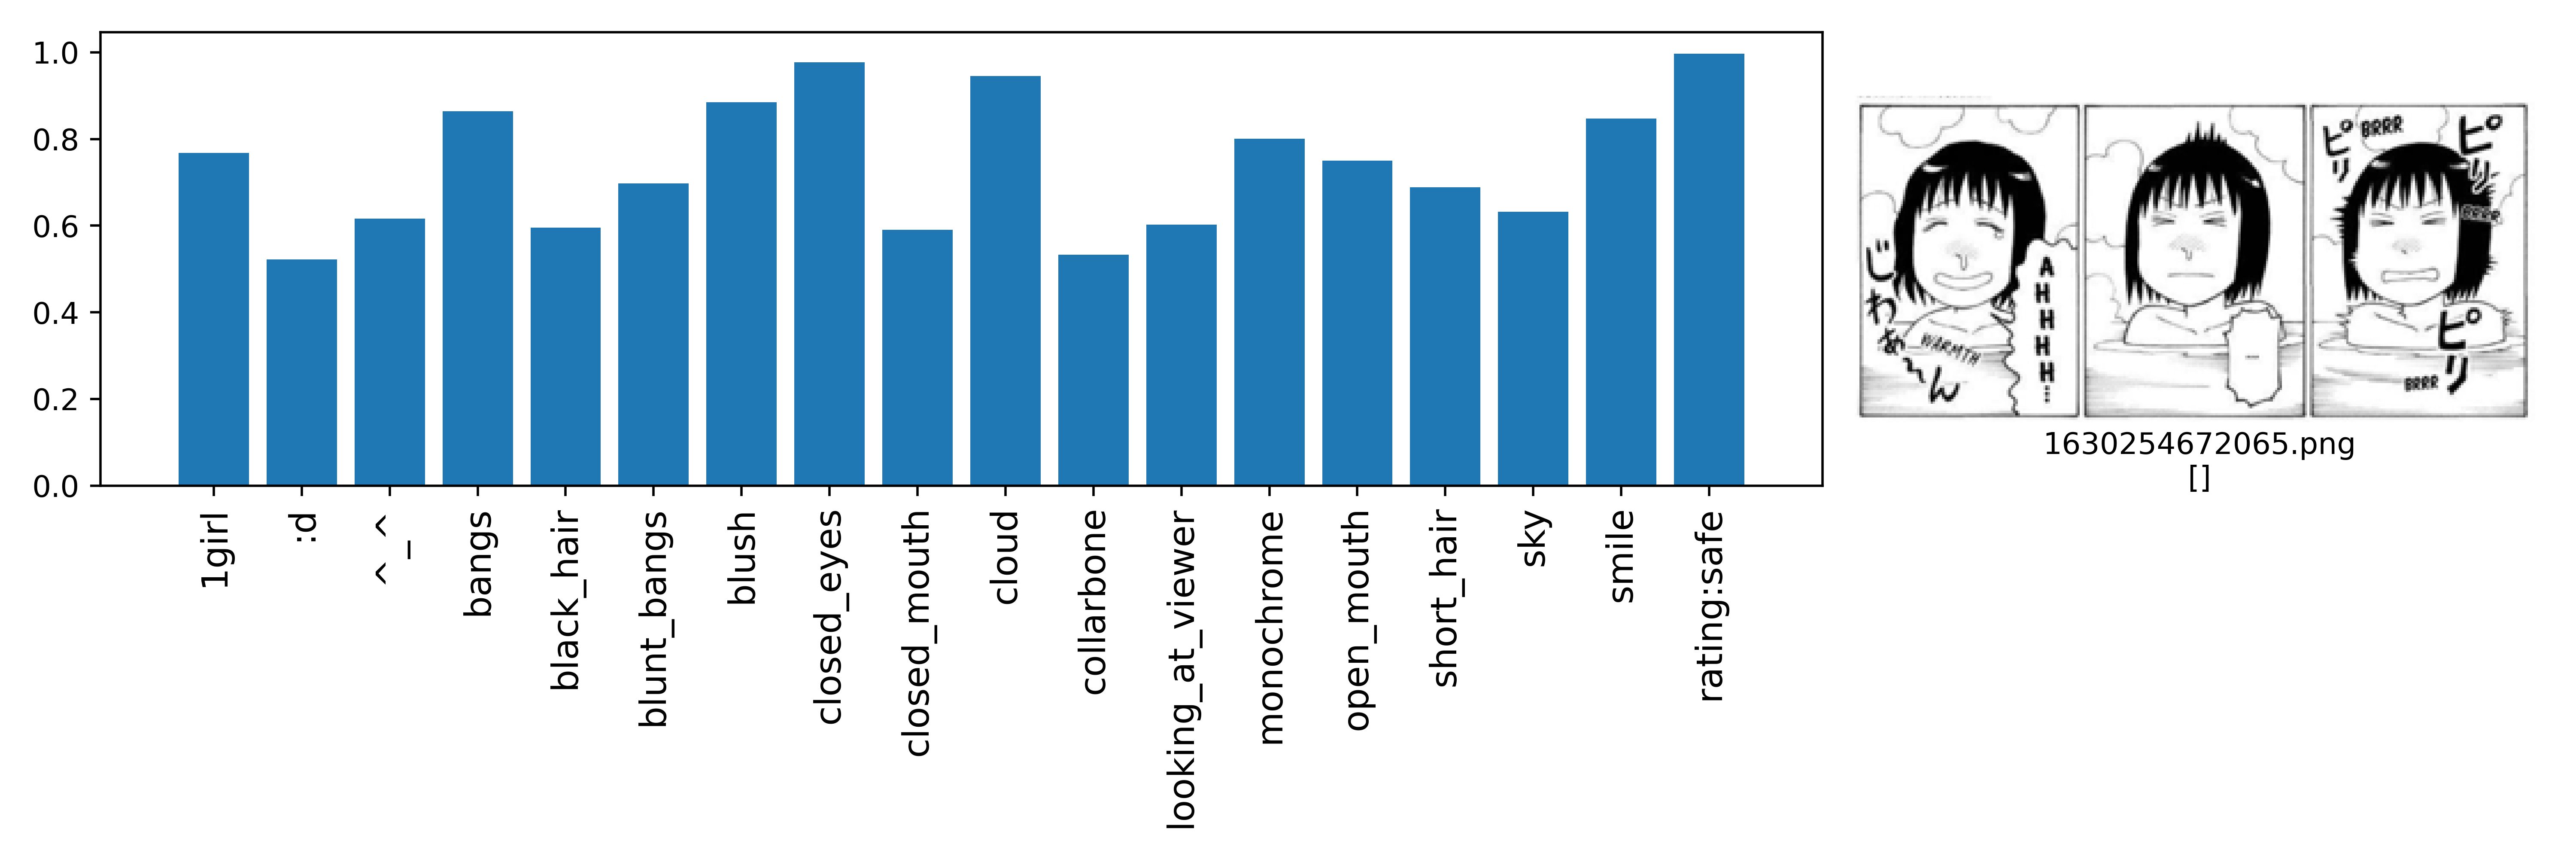 1.0
0.8
0.6
0.4
0.2
0.0
1girl
:d
^_^
bangs
black_hair
blunt_bangs
blush
closed_eyes
closed_mouth
cloud
collarbone
looking_at_viewer
monochrome
open_mouth
short_hair
sky
smile
rating:safe
じわぁ〜ん
WARMTH
AHHHH...
...
ピリ
BRRR
ピリ
BRRR
ピリ
BRRR
1630254672065.png
[]